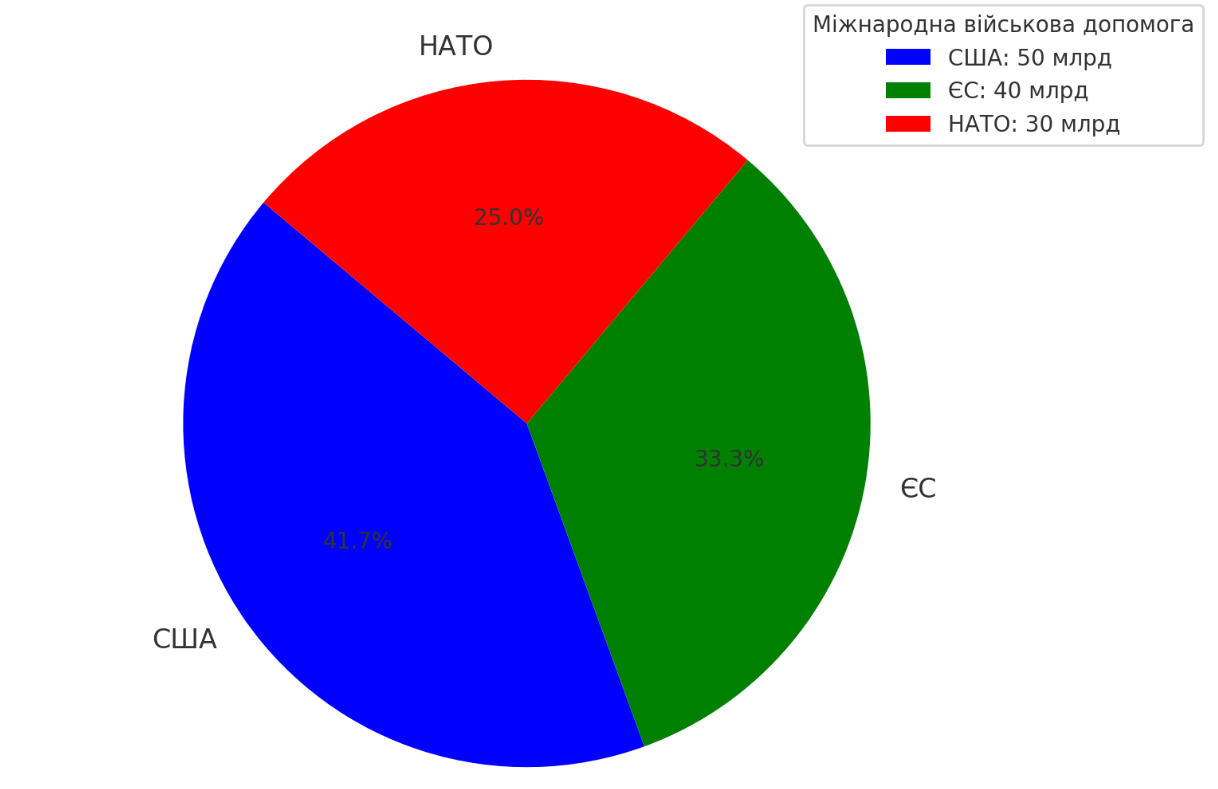 НАТО
Міжнародна військова допомога
США: 50 млрд
ЄС: 40 млрд
НАТО: 30 млрд
25.0%
33.3%
ЄС
41.7%
США